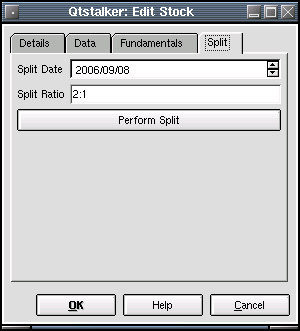 Qtstalker: Edit Stock
Details Data Fundamentals Split
Split Date 2006/09/08
Split Ratio 2:1
Perform Split
OK Help Cancel